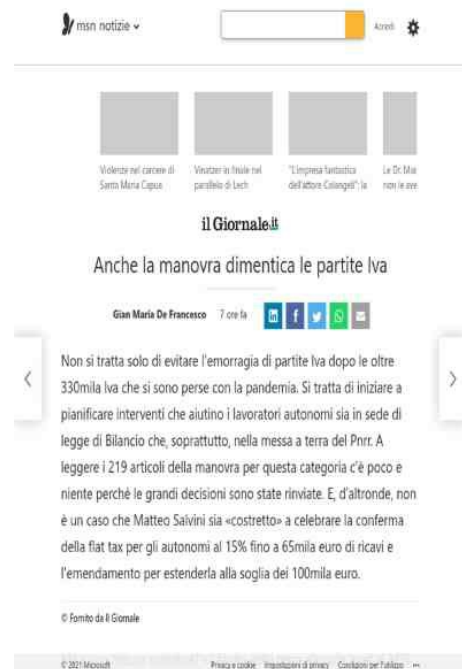 msn notizie
Accedi
Violenze nel carcere di
Santa Maria Capua
Vinatzer in finale nel
parallelo di Lech
"L'impresa fantastica
dell'attore Colangeli": la
Le Dr. Mar
non le ave
il Giornale.it
Anche la manovra dimentica le partite Iva
Gian Maria De Francesco 7 ore fa
Non si tratta solo di evitare l'emorragia di partite Iva dopo le oltre
330mila Iva che si sono perse con la pandemia. Si tratta di iniziare a
pianificare interventi che aiutino i lavoratori autonomi sia in sede di
legge di Bilancio che, soprattutto, nella messa a terra del Pnrr. A
leggere i 219 articoli della manovra per questa categoria c'è poco e
niente perché le grandi decisioni sono state rinviate. E, d'altronde, non
è un caso che Matteo Salvini sia «costretto» a celebrare la conferma
della flat tax per gli autonomi al 15% fino a 65mila euro di ricavi e
l'emendamento per estenderla alla soglia dei 100mila euro.
© Fornito da Il Giornale
© 2021 Microsoft Privacy e cookie Impostazioni di privacy Condizioni per l'utilizzo